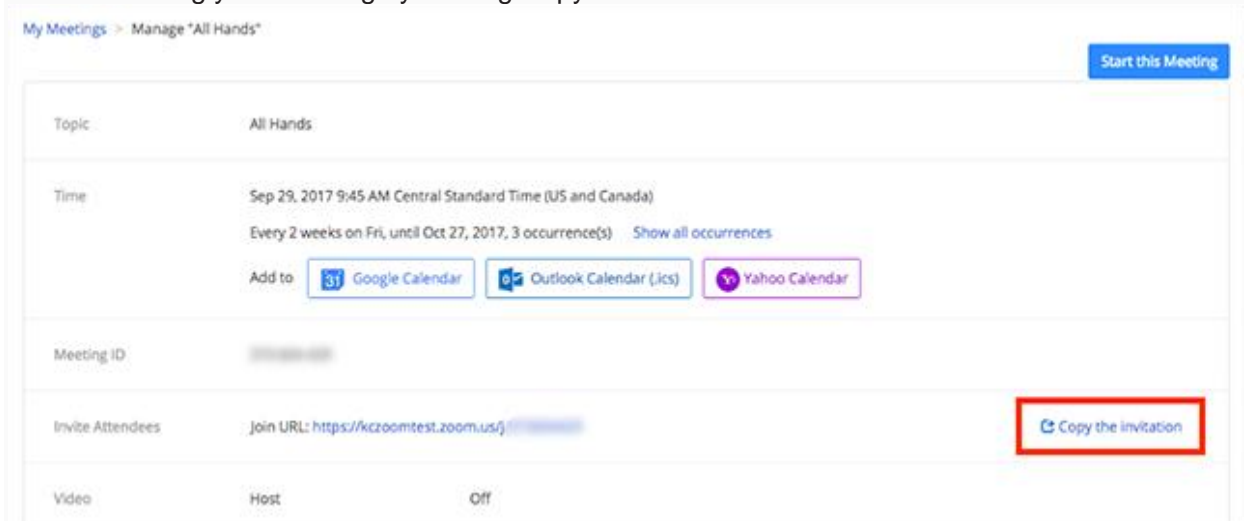 My Meetings > Manage "All Hands"
Start this Meeting
Topic All Hands
Time Sep 29, 2017 9:45 AM Central Standard Time (US and Canada)
Every 2 weeks on Fri, until Oct 27, 2017, 3 occurrence(s) Show all occurrences
Add to 31 Google Calendar Outlook Calendar (.ics) Yahoo Calendar
Meeting ID
Invite Attendees Join URL: https://kczoomtest.zoom.us/j Copy the invitation
Video Host Off